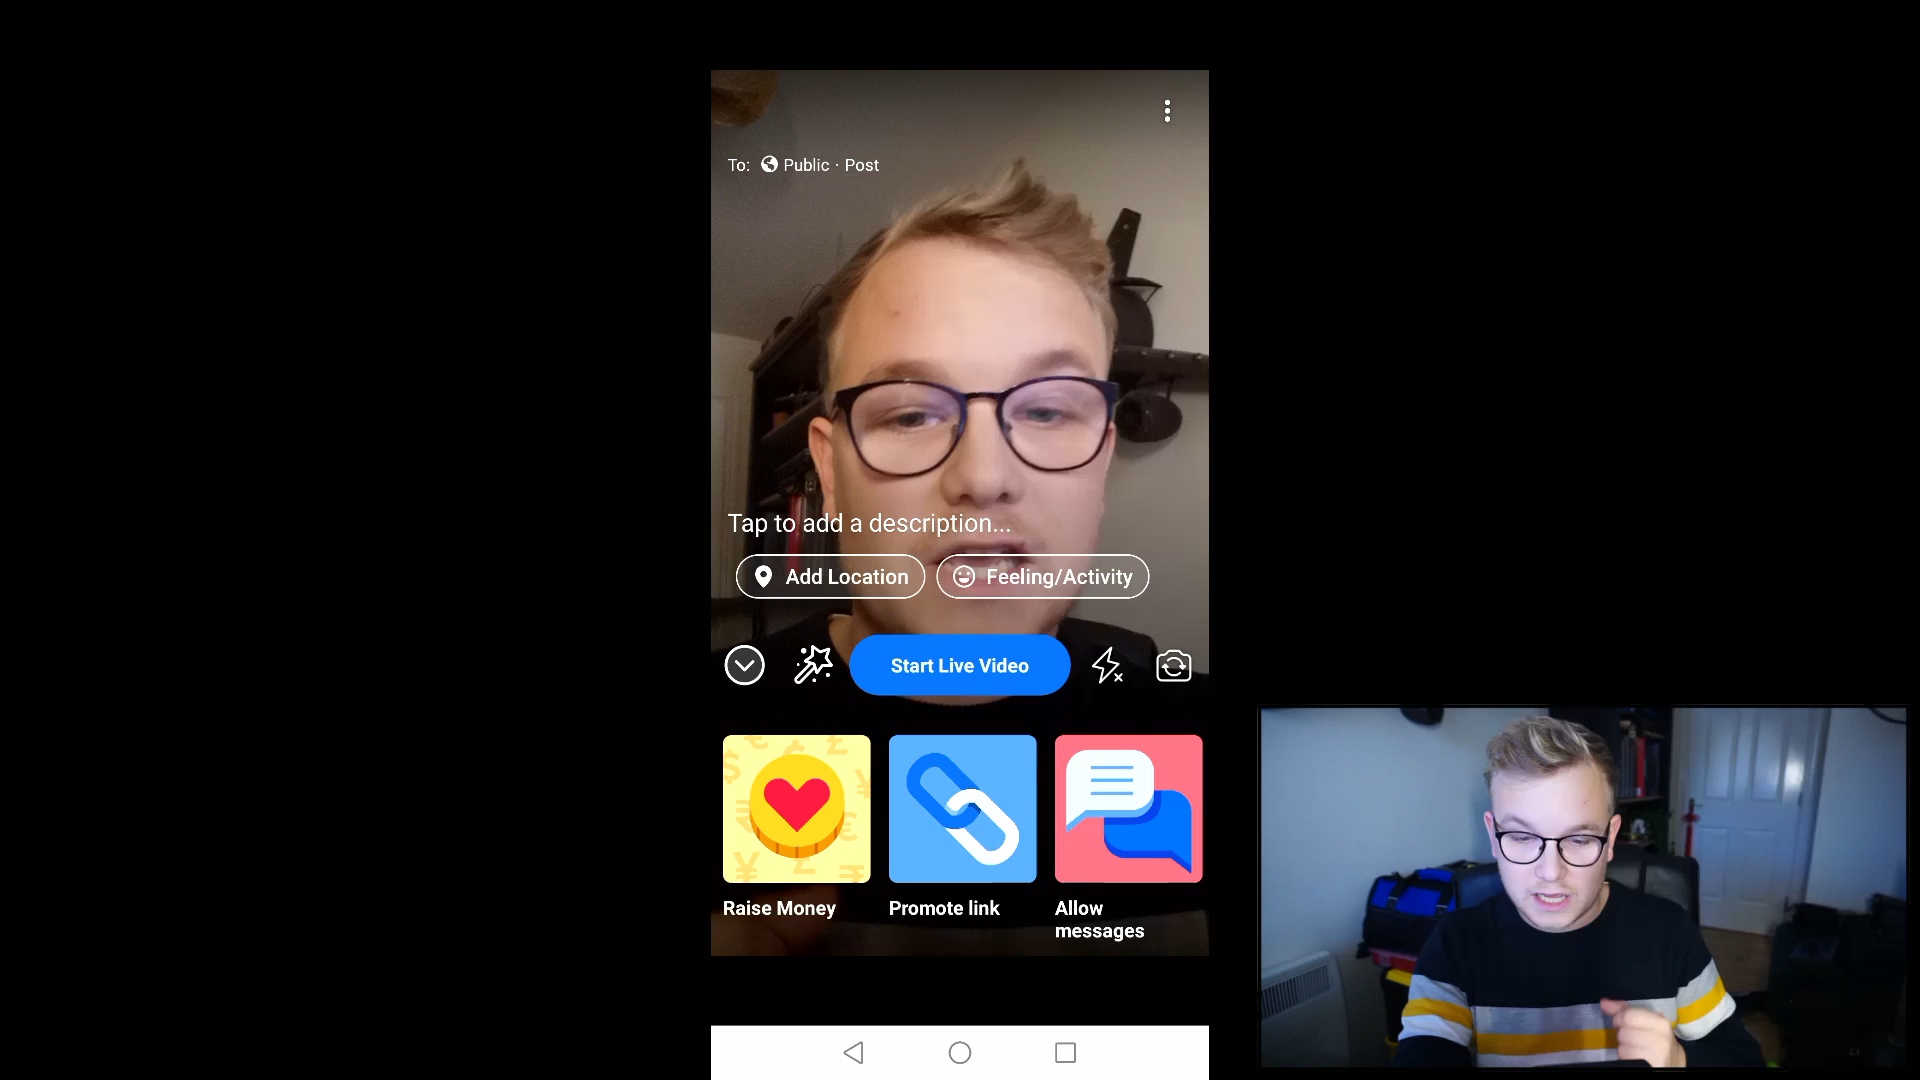 To: Public · Post
Tap to add a description...
Add Location Feeling/Activity
Start Live Video
Raise Money Promote link Allow
messages